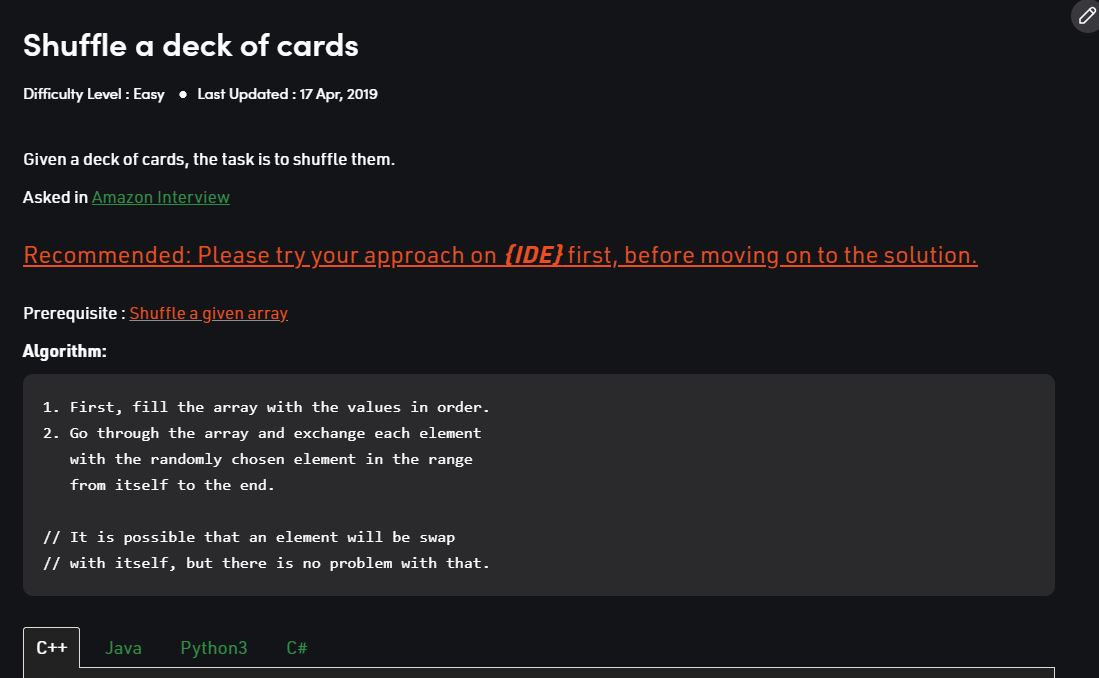 Shuffle a deck of cards
Difficulty Level : Easy ● Last Updated : 17 Apr, 2019
Given a deck of cards, the task is to shuffle them.
Asked in Amazon Interview
Recommended: Please try your approach on {IDE} first, before moving on to the solution.
Prerequisite : Shuffle a given array
Algorithm:
1. First, fill the array with the values in order.
2. Go through the array and exchange each element
with the randomly chosen element in the range
from itself to the end.
// It is possible that an element will be swap
// with itself, but there is no problem with that.
C++ Java Python3 C#